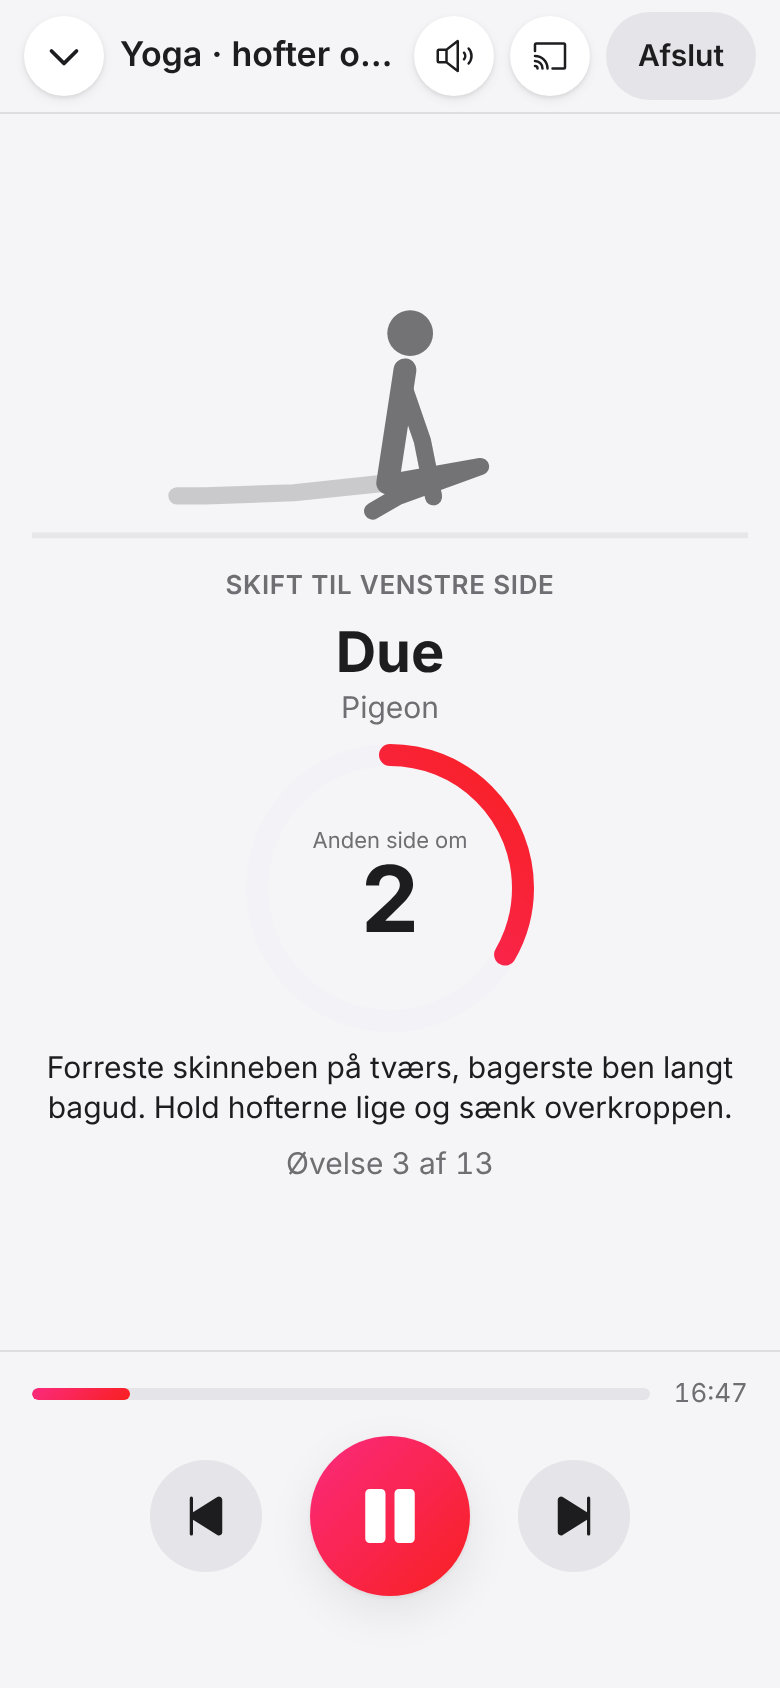 Yoga · hofter o...
Afslut
SKIFT TIL VENSTRE SIDE
Due
Pigeon
Anden side om
2
Forreste skinneben på tværs, bagerste ben langt
bagud. Hold hofterne lige og sænk overkroppen.
Øvelse 3 af 13
16:47